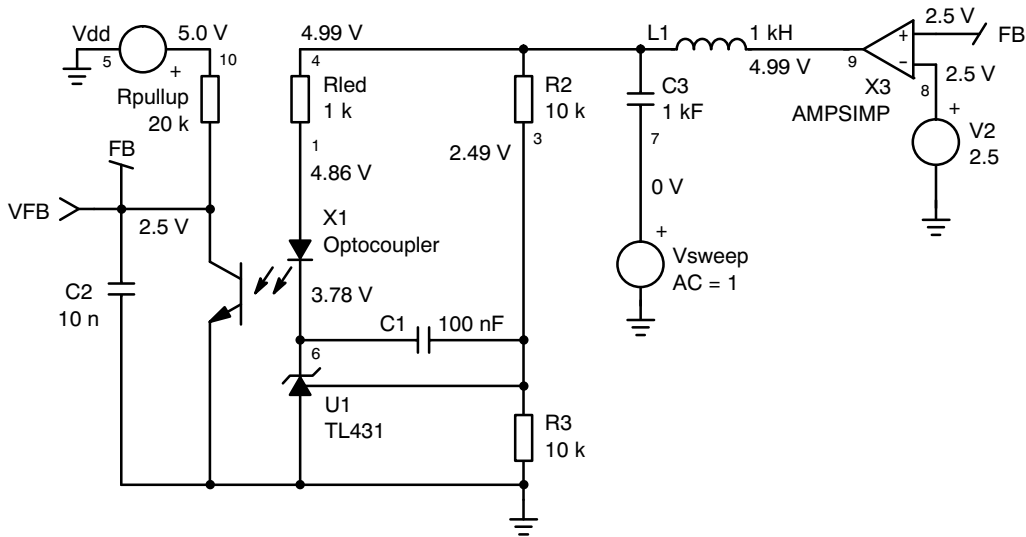 Vdd
5.0 V
5
+
10
Rpullup
20 k
FB
VFB
2.5 V
C2
10 n
4.99 V
4
Rled
1 k
1
4.86 V
X1
Optocoupler
3.78 V
C1
100 nF
6
U1
TL431
R2
10 k
3
2.49 V
R3
10 k
L1
1 kH
4.99 V
C3
1 kF
7
0 V
+
Vsweep
AC = 1
9
+
−
2.5 V
FB
2.5 V
8
X3
AMPSIMP
+
V2
2.5